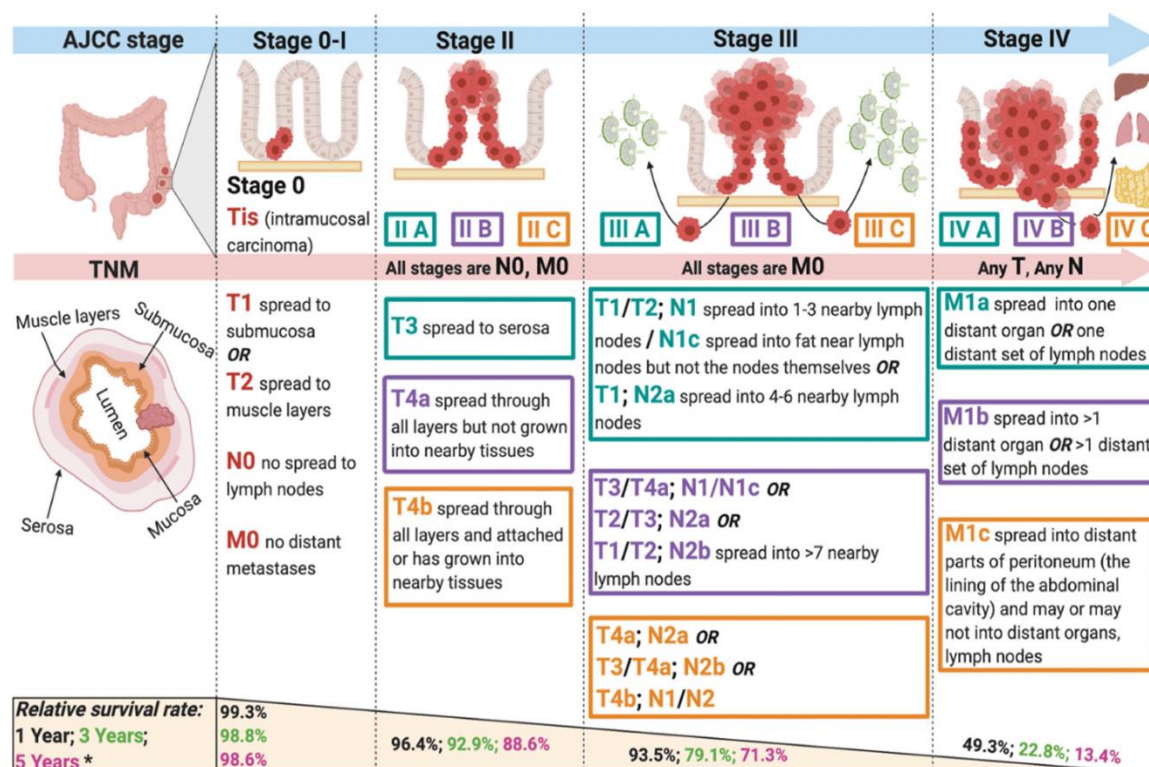 AJCC stage
Stage 0-I
Stage II
Stage III
Stage IV
Stage 0
Tis (intramucosal
carcinoma)
II A
II B
II C
III A
III B
III C
IV A
IV B
IV C
TNM
All stages are N0, M0
All stages are M0
Any T, Any N
Muscle layers
Submucosa
Lumen
Serosa
Mucosa
T1 spread to
submucosa
OR
T2 spread to
muscle layers
N0 no spread to
lymph nodes
M0 no distant
metastases
T3 spread to serosa
T4a spread through
all layers but not grown
into nearby tissues
T4b spread through
all layers and attached
or has grown into
nearby tissues
T1/T2; N1 spread into 1-3 nearby lymph
nodes / N1c spread into fat near lymph
nodes but not the nodes themselves OR
T1; N2a spread into 4-6 nearby lymph
nodes
T3/T4a; N1/N1c OR
T2/T3; N2a OR
T1/T2; N2b spread into >7 nearby
lymph nodes
T4a; N2a OR
T3/T4a; N2b OR
T4b; N1/N2
M1a spread into one
distant organ OR one
distant set of lymph nodes
M1b spread into >1
distant organ OR >1 distant
set of lymph nodes
M1c spread into distant
parts of peritoneum (the
lining of the abdominal
cavity) and may or may
not into distant organs,
lymph nodes
Relative survival rate:
1 Year; 3 Years;
5 Years *
99.3%
98.8%
98.6%
96.4%; 92.9%; 88.6%
93.5%; 79.1%; 71.3%
49.3%; 22.8%; 13.4%